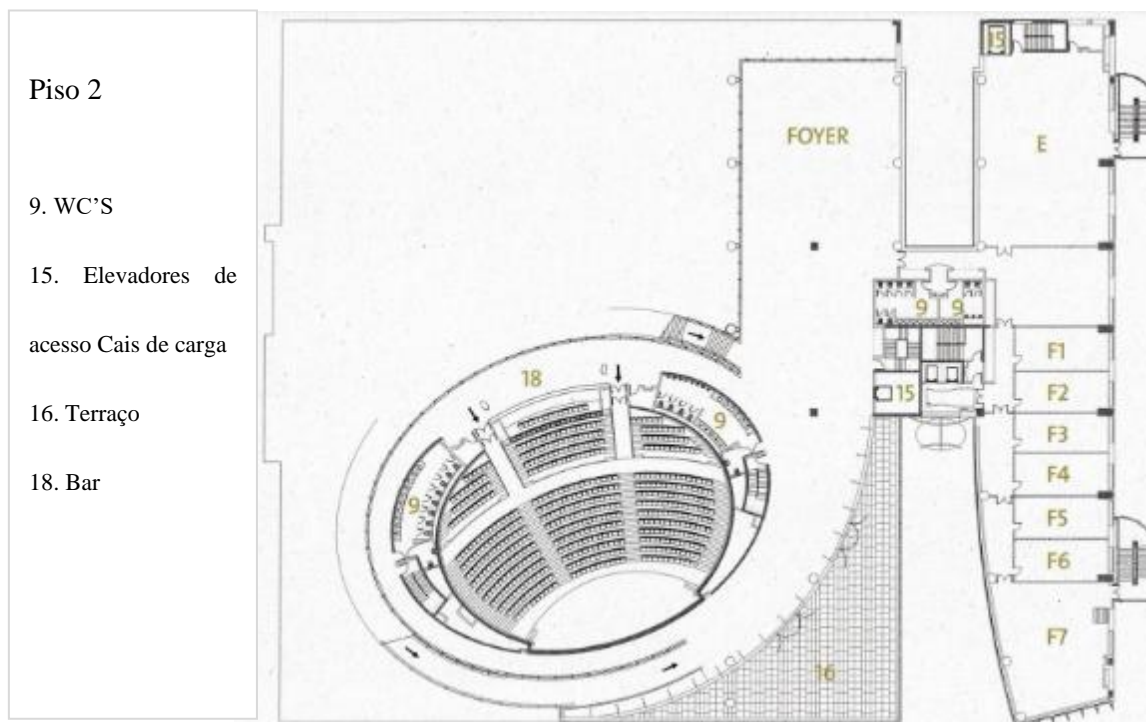 Piso 2
9. WC’S
15. Elevadores de
acesso Cais de carga
16. Terraço
18. Bar
15
FOYER
E
9 9
F1
18
F2
15
9
F3
F4
9
F5
F6
F7
16